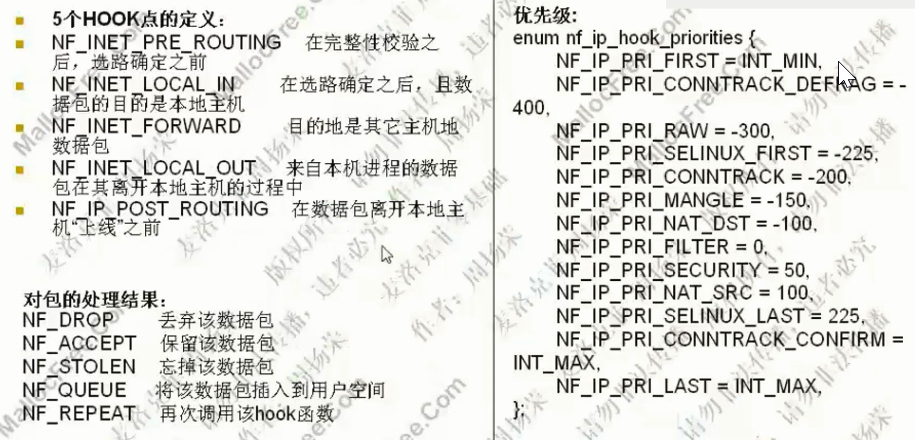 5个HOOK点的定义：
NF_INET_PRE_ROUTING 在完整性校验之
后，选路确定之前
NF_INET_LOCAL_IN 在选路确定之后，且数
据包的目的是本地主机
NF_INET_FORWARD 目的地是其它主机地
数据包
NF_INET_LOCAL_OUT 来自本机进程的数据
包在其离开本地主机的过程中
NF_IP_POST_ROUTING 在数据包离开本地主
机“上线”之前
对包的处理结果：
NF_DROP 丢弃该数据包
NF_ACCEPT 保留该数据包
NF_STOLEN 忘掉该数据包
NF_QUEUE 将该数据包插入到用户空间
NF_REPEAT 再次调用该hook函数
优先级：
enum nf_ip_hook_priorities {
NF_IP_PRI_FIRST = INT_MIN,
NF_IP_PRI_CONNTRACK_DEFRAG = -
400,
NF_IP_PRI_RAW = -300,
NF_IP_PRI_SELINUX_FIRST = -225,
NF_IP_PRI_CONNTRACK = -200,
NF_IP_PRI_MANGLE = -150,
NF_IP_PRI_NAT_DST = -100,
NF_IP_PRI_FILTER = 0,
NF_IP_PRI_SECURITY = 50,
NF_IP_PRI_NAT_SRC = 100,
NF_IP_PRI_SELINUX_LAST = 225,
NF_IP_PRI_CONNTRACK_CONFIRM =
INT_MAX,
NF_IP_PRI_LAST = INT_MAX,
};
MallocFree.Com